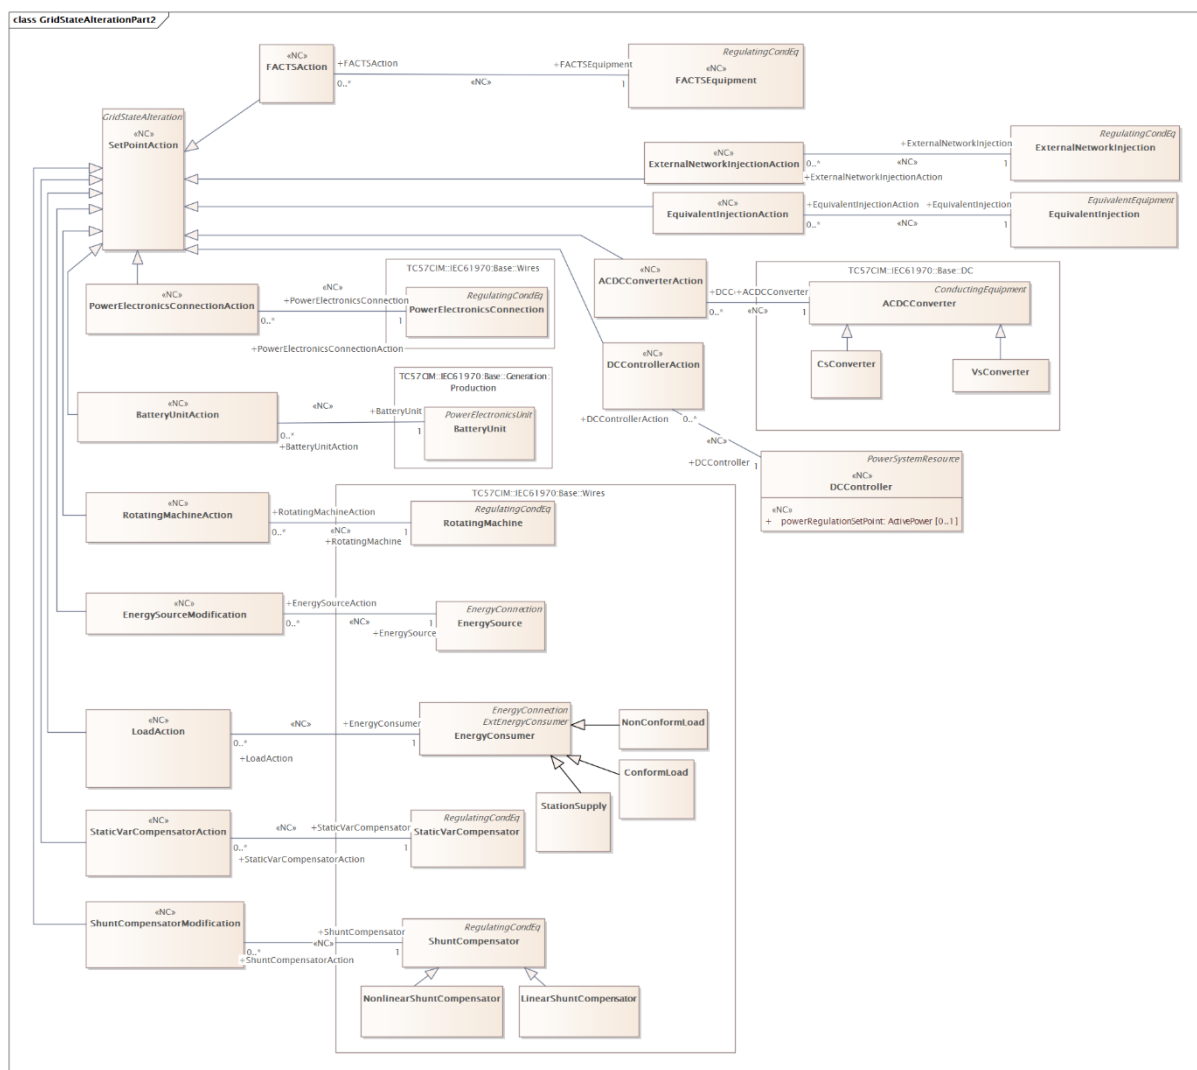 class GridStateAlterationPart2
«NC»
FACTSAction
+FACTSAction
0..*
«NC»
+FACTSEquipment
1
RegulatingCondEq
«NC»
FACTSEquipment
GridStateAlteration
«NC»
SetPointAction
«NC»
ExternalNetworkInjectionAction
0..*
+ExternalNetworkInjectionAction
«NC»
+ExternalNetworkInjection
1
RegulatingCondEq
ExternalNetworkInjection
«NC»
EquivalentInjectionAction
+EquivalentInjectionAction
0..*
«NC»
+EquivalentInjection
1
EquivalentEquipment
EquivalentInjection
«NC»
PowerElectronicsConnectionAction
«NC»
+PowerElectronicsConnection
0..*
1
+PowerElectronicsConnectionAction
TC57CIM::IEC61970::Base::Wires
RegulatingCondEq
PowerElectronicsConnection
«NC»
ACDCConverterAction
+DCC
+ACDCConverter
0..*
«NC»
1
TC57CIM::IEC61970::Base::DC
ConductingEquipment
ACDCConverter
CsConverter
VsConverter
«NC»
DCControllerAction
+DCControllerAction
0..*
«NC»
+DCController
1
PowerSystemResource
«NC»
DCController
«NC»
+ powerRegulationSetPoint: ActivePower [0..1]
«NC»
BatteryUnitAction
«NC»
+BatteryUnit
0..*
1
+BatteryUnitAction
TC57CIM::IEC61970::Base::Generation::
Production
PowerElectronicsUnit
BatteryUnit
«NC»
RotatingMachineAction
+RotatingMachineAction
0..*
«NC»
1
+RotatingMachine
TC57CIM::IEC61970::Base::Wires
RegulatingCondEq
RotatingMachine
«NC»
EnergySourceModification
+EnergySourceAction
0..*
«NC»
1
+EnergySource
EnergyConnection
EnergySource
«NC»
LoadAction
«NC»
+EnergyConsumer
0..*
1
+LoadAction
EnergyConnection
ExtEnergyConsumer
EnergyConsumer
NonConformLoad
ConformLoad
StationSupply
«NC»
StaticVarCompensatorAction
«NC»
+StaticVarCompensator
0..*
1
+StaticVarCompensatorAction
RegulatingCondEq
StaticVarCompensator
«NC»
ShuntCompensatorModification
+ShuntCompensator
«NC»
0..*
1
+ShuntCompensatorAction
RegulatingCondEq
ShuntCompensator
NonlinearShuntCompensator
LinearShuntCompensator